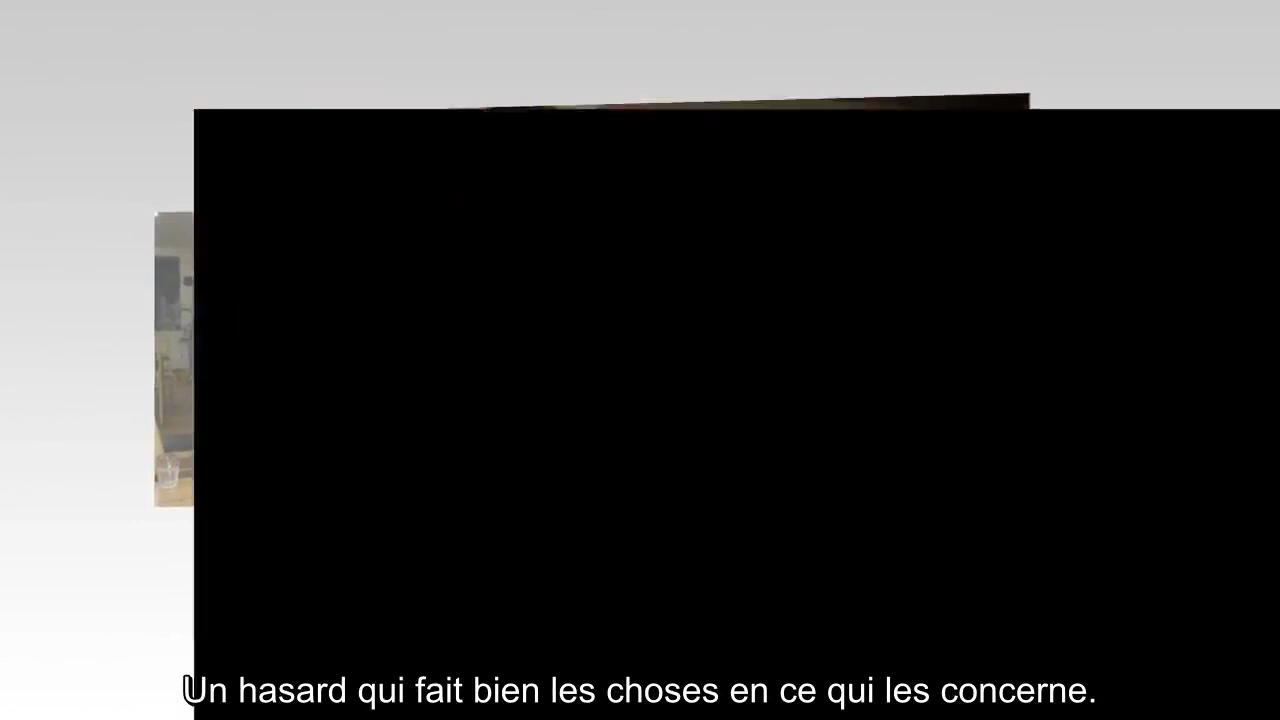 Un hasard qui fait bien les choses en ce qui les concerne.